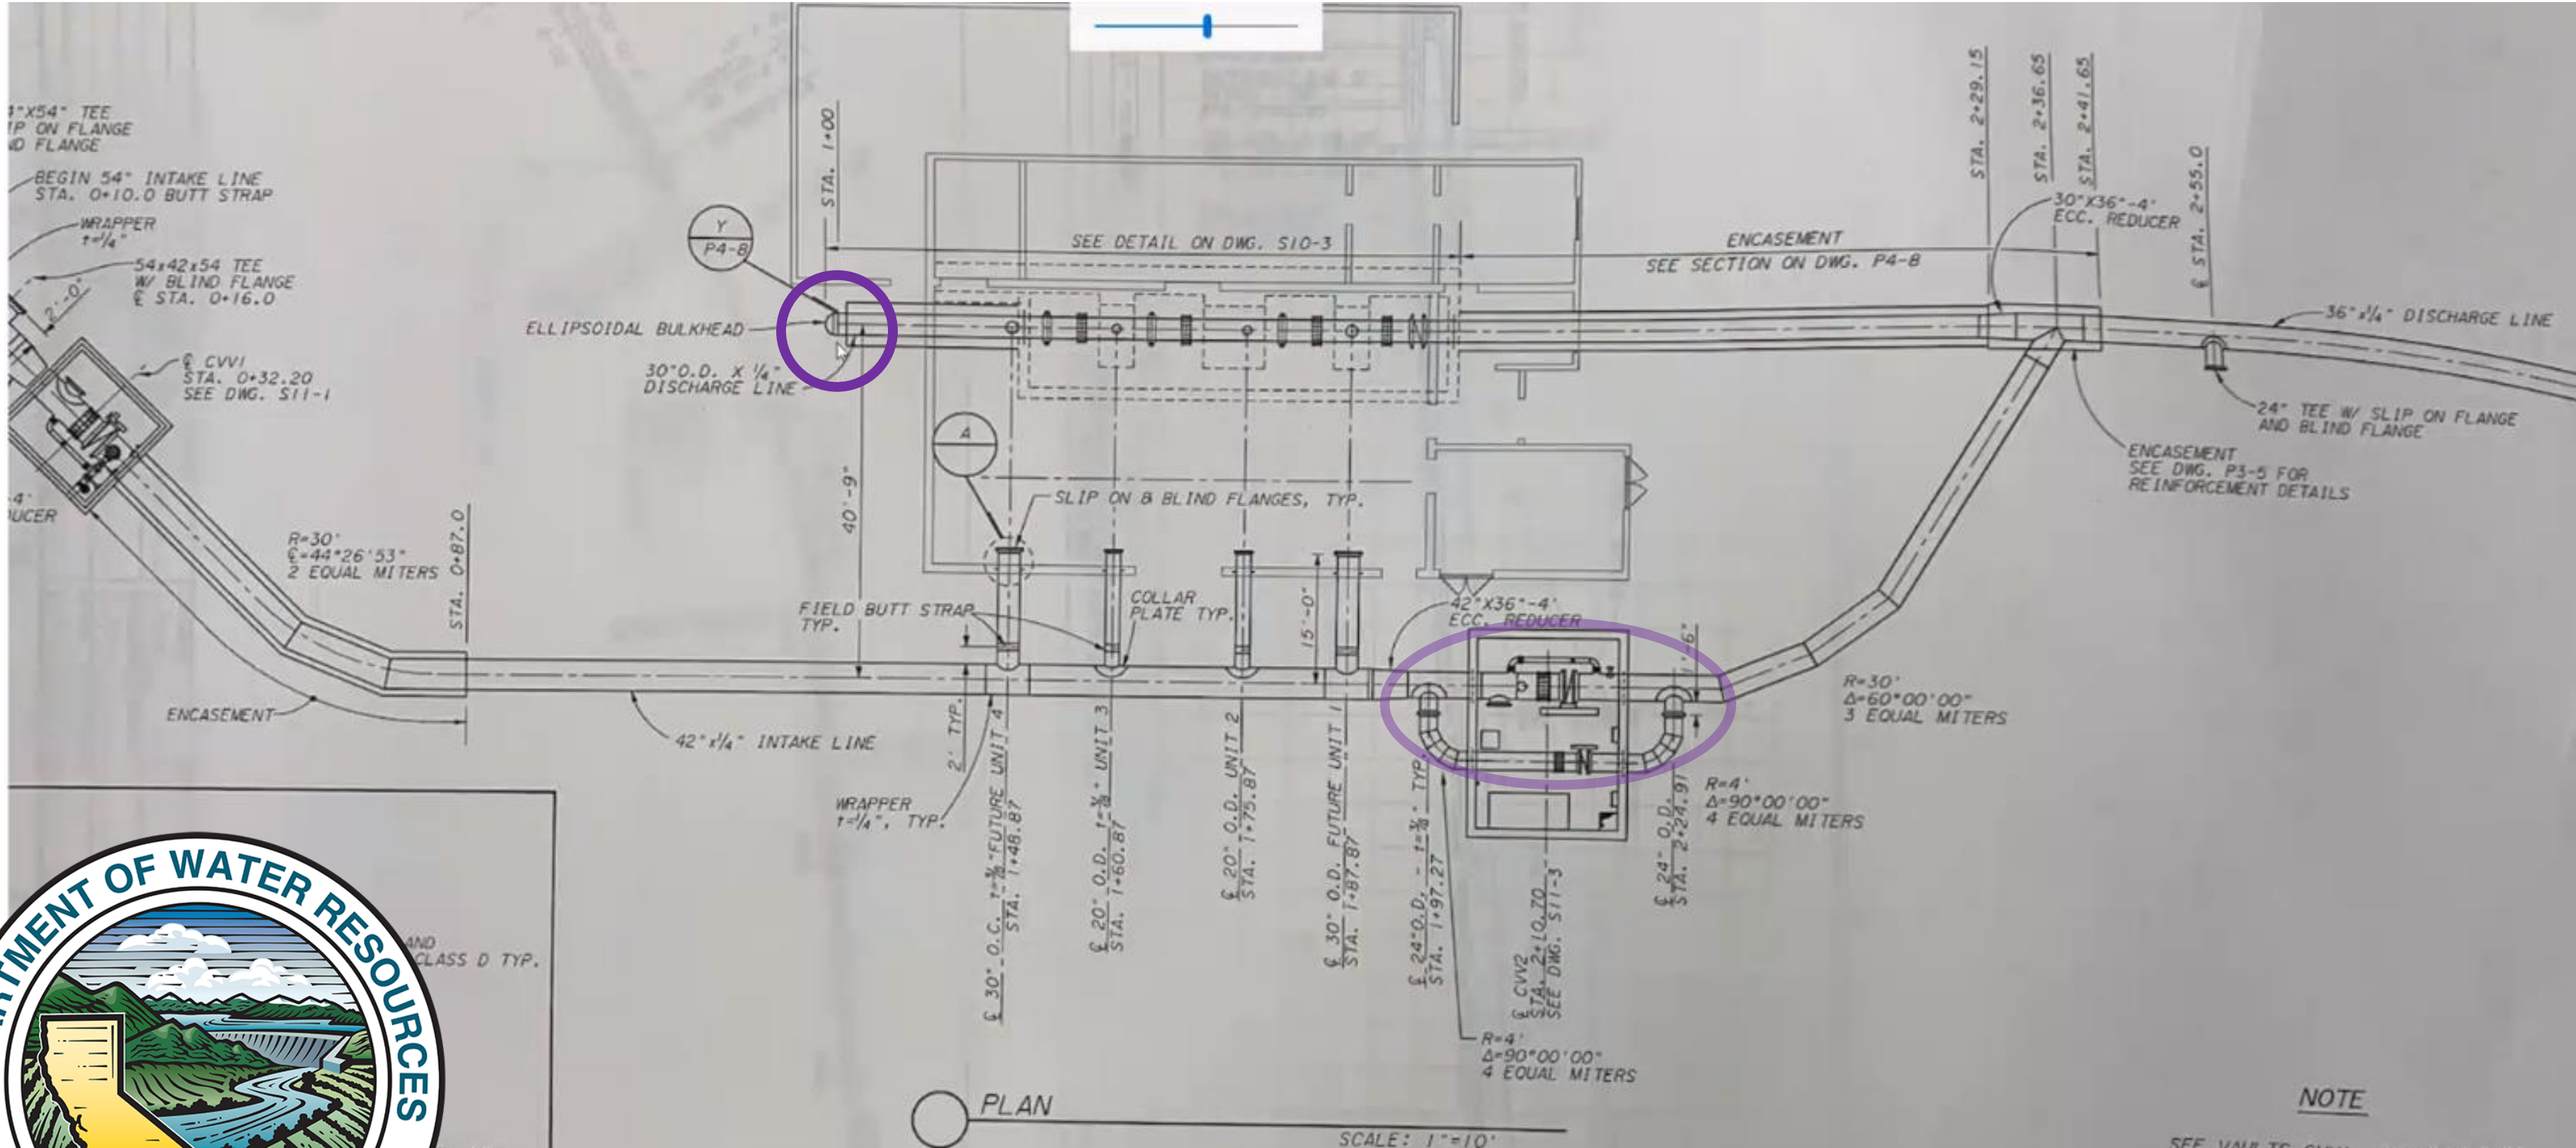 4"X54" TEE
IP ON FLANGE
ND FLANGE
BEGIN 54" INTAKE LINE
STA. 0+10.0 BUTT STRAP
WRAPPER
t=1/4"
54x42x54 TEE
W/ BLIND FLANGE
℄ STA. 0+16.0
2'-0"
℄ CVV1
STA. 0+32.20
SEE DWG. S11-1
-4'
UCER
R=30'
℄=44°26'53"
2 EQUAL MITERS
STA. 0+87.0
ENCASEMENT
42"x1/4" INTAKE LINE
Y
P4-8
STA. 1+00
ELLIPSOIDAL BULKHEAD
30"O.D. X 1/4"
DISCHARGE LINE
SEE DETAIL ON DWG. S10-3
ENCASEMENT
SEE SECTION ON DWG. P4-8
STA. 2+29.15
STA. 2+36.65
STA. 2+41.65
℄ STA. 2+55.0
30"X36"-4'
ECC. REDUCER
36"x1/4" DISCHARGE LINE
24" TEE W/ SLIP ON FLANGE
AND BLIND FLANGE
ENCASEMENT
SEE DWG. P3-5 FOR
REINFORCEMENT DETAILS
A
SLIP ON & BLIND FLANGES, TYP.
40'-9"
FIELD BUTT STRAP
TYP.
COLLAR
PLATE TYP.
15'-0"
42"X36"-4'
ECC. REDUCER
1'-6"
R=30'
Δ=60°00'00"
3 EQUAL MITERS
2' TYP.
WRAPPER
t=1/4", TYP.
℄ 30" O.C. FUTURE UNIT 4
STA. 1+48.87
℄ 20" O.D. UNIT 3
STA. 1+60.87
℄ 20" O.D. UNIT 2
STA. 1+75.87
℄ 30" O.D. FUTURE UNIT 1
STA. 1+87.87
℄ 24"O.D. TYP.
STA. 1+97.27
℄ CVV2
STA. 2+10.70
SEE DWG. S11-3
℄ 24" O.D.
STA. 2+24.91
R=4'
Δ=90°00'00"
4 EQUAL MITERS
R=4'
Δ=90°00'00"
4 EQUAL MITERS
AND
CLASS D TYP.
PLAN
SCALE: 1"=10'
NOTE
RTMENT OF WATER RESOURCES